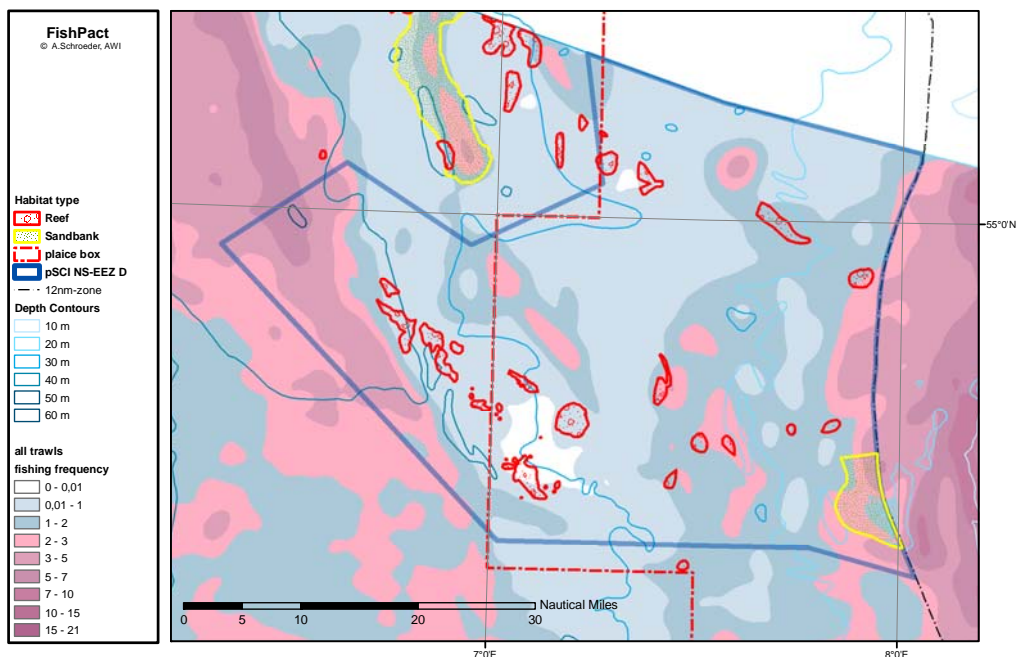 FishPact
© A.Schroeder, AWI
Habitat type
Reef
Sandbank
plaice box
pSCI NS-EEZ D
12nm-zone
Depth Contours
10 m
20 m
30 m
40 m
50 m
60 m
all trawls
fishing frequency
0 - 0,01
0,01 - 1
1 - 2
2 - 3
3 - 5
5 - 7
7 - 10
10 - 15
15 - 21
55°0'N
Nautical Miles
0 5 10 20 30
7°0'E 8°0'E